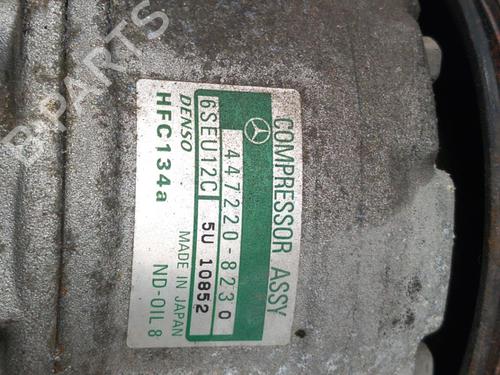 COMPRESSOR ASSY
447220-8230
6SEU12C 5U 10852
DENSO MADE IN JAPAN
HFC134a ND-OIL 8
B-PARTS